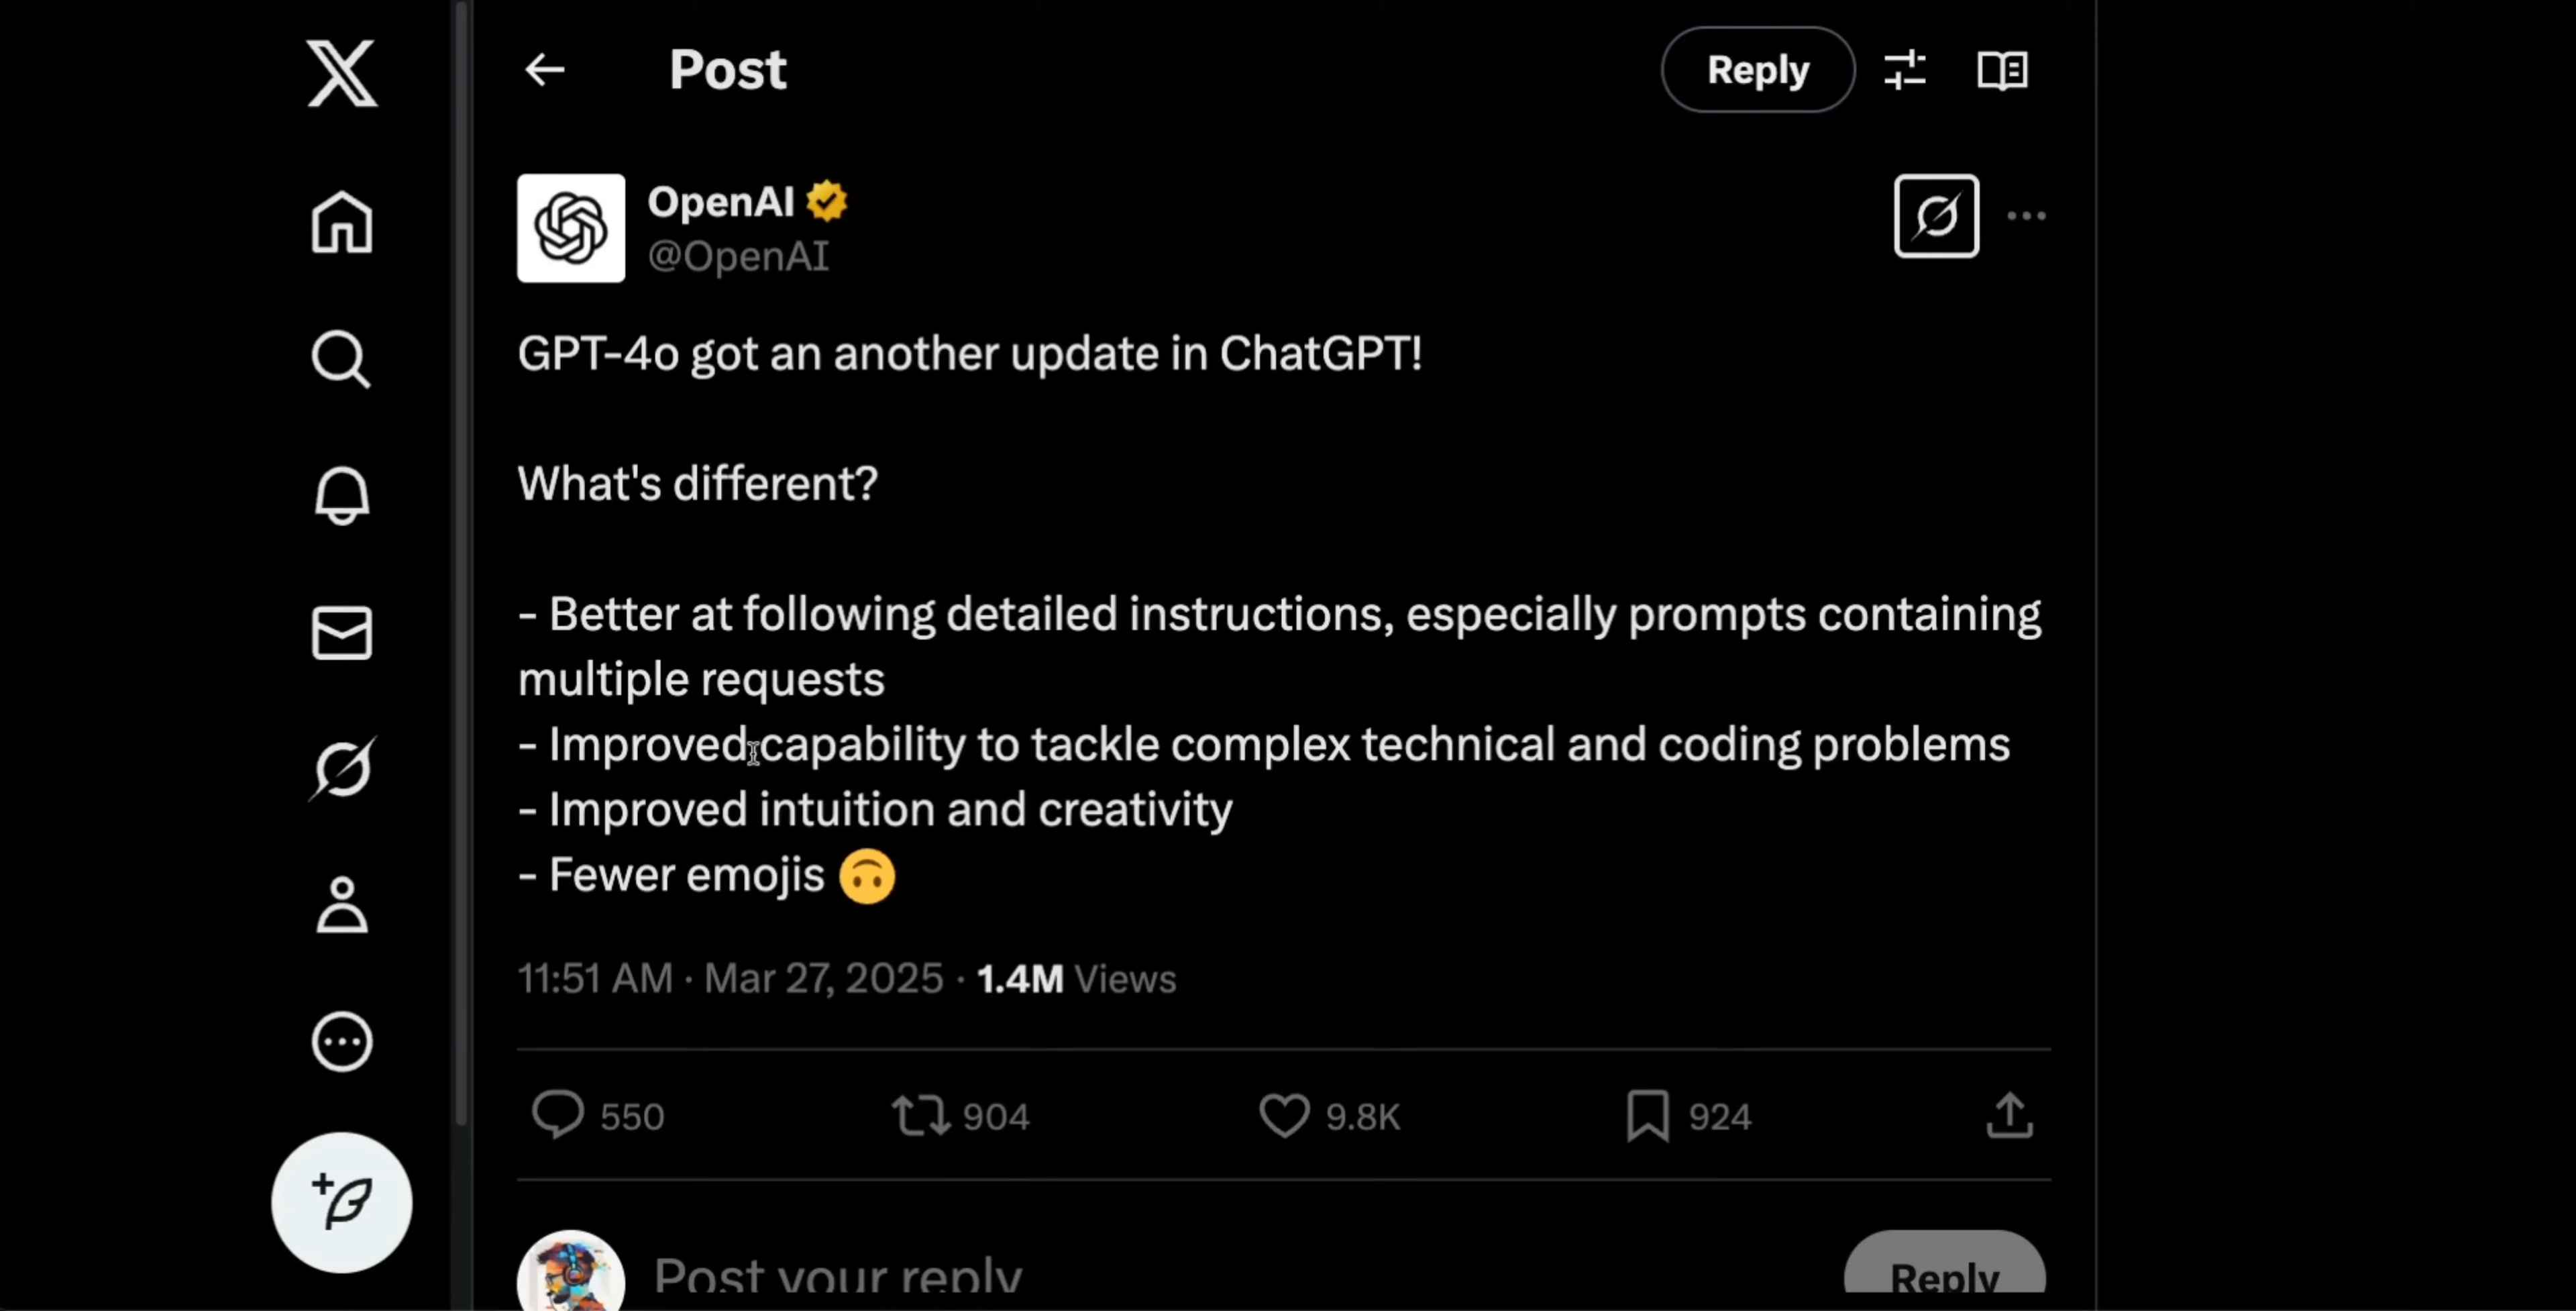 Post
Reply
OpenAI
@OpenAI
GPT-4o got an another update in ChatGPT!
What's different?
- Better at following detailed instructions, especially prompts containing
multiple requests
- Improved capability to tackle complex technical and coding problems
- Improved intuition and creativity
- Fewer emojis 🙃
11:51 AM · Mar 27, 2025 · 1.4M Views
550 904 9.8K 924
Post your reply
Reply